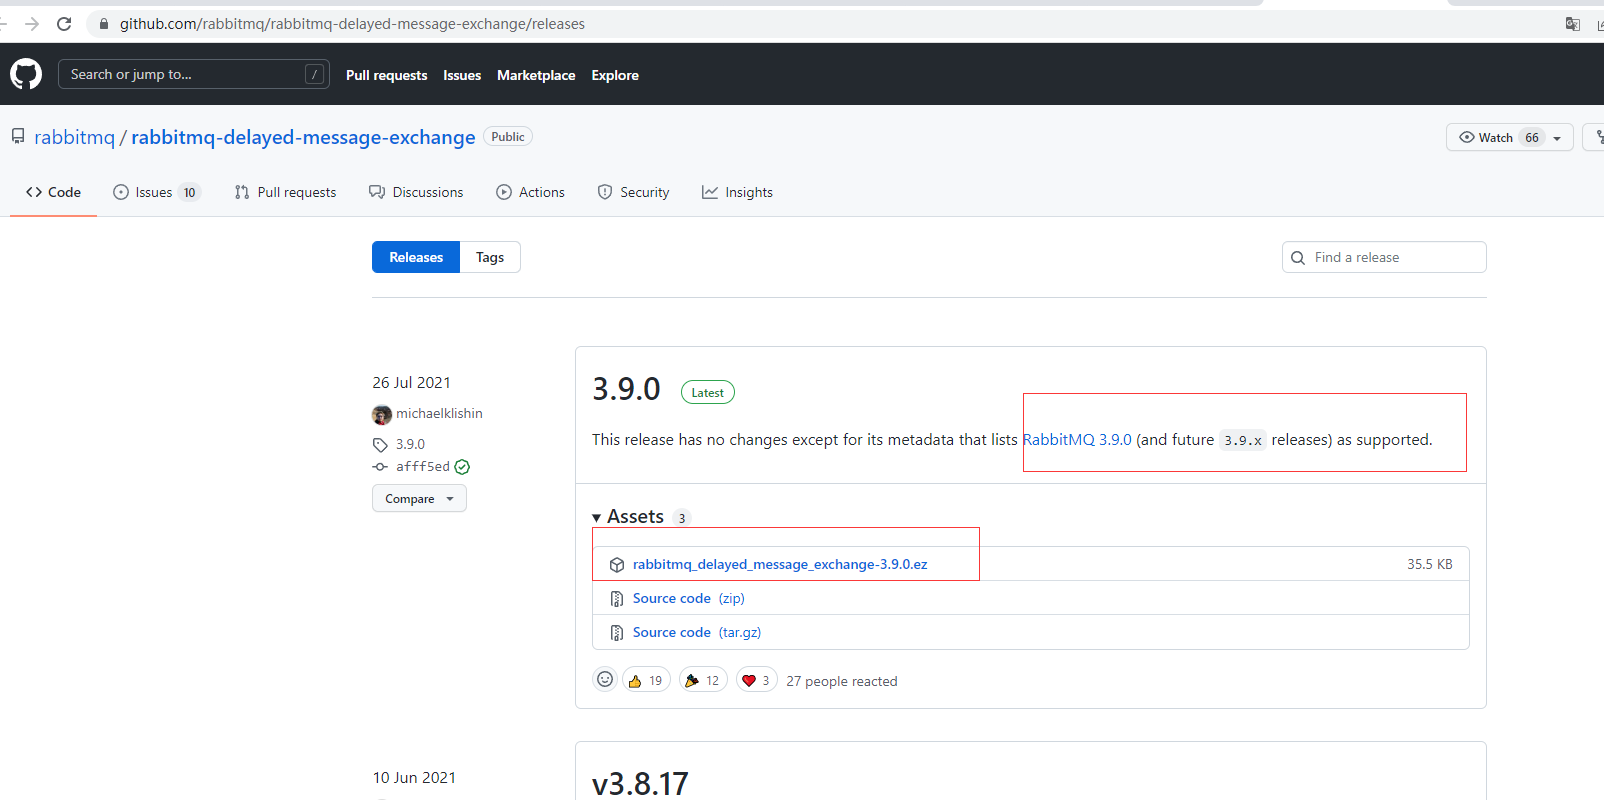 github.com/rabbitmq/rabbitmq-delayed-message-exchange/releases
Search or jump to...
/
Pull requests
Issues
Marketplace
Explore
rabbitmq / rabbitmq-delayed-message-exchange
Public
Watch 66
Code
Issues 10
Pull requests
Discussions
Actions
Security
Insights
Releases
Tags
Find a release
26 Jul 2021
michaelklishin
3.9.0
afff5ed
Compare
3.9.0
Latest
This release has no changes except for its metadata that lists RabbitMQ 3.9.0 (and future 3.9.x releases) as supported.
Assets 3
rabbitmq_delayed_message_exchange-3.9.0.ez
35.5 KB
Source code (zip)
Source code (tar.gz)
19
12
3
27 people reacted
10 Jun 2021
v3.8.17